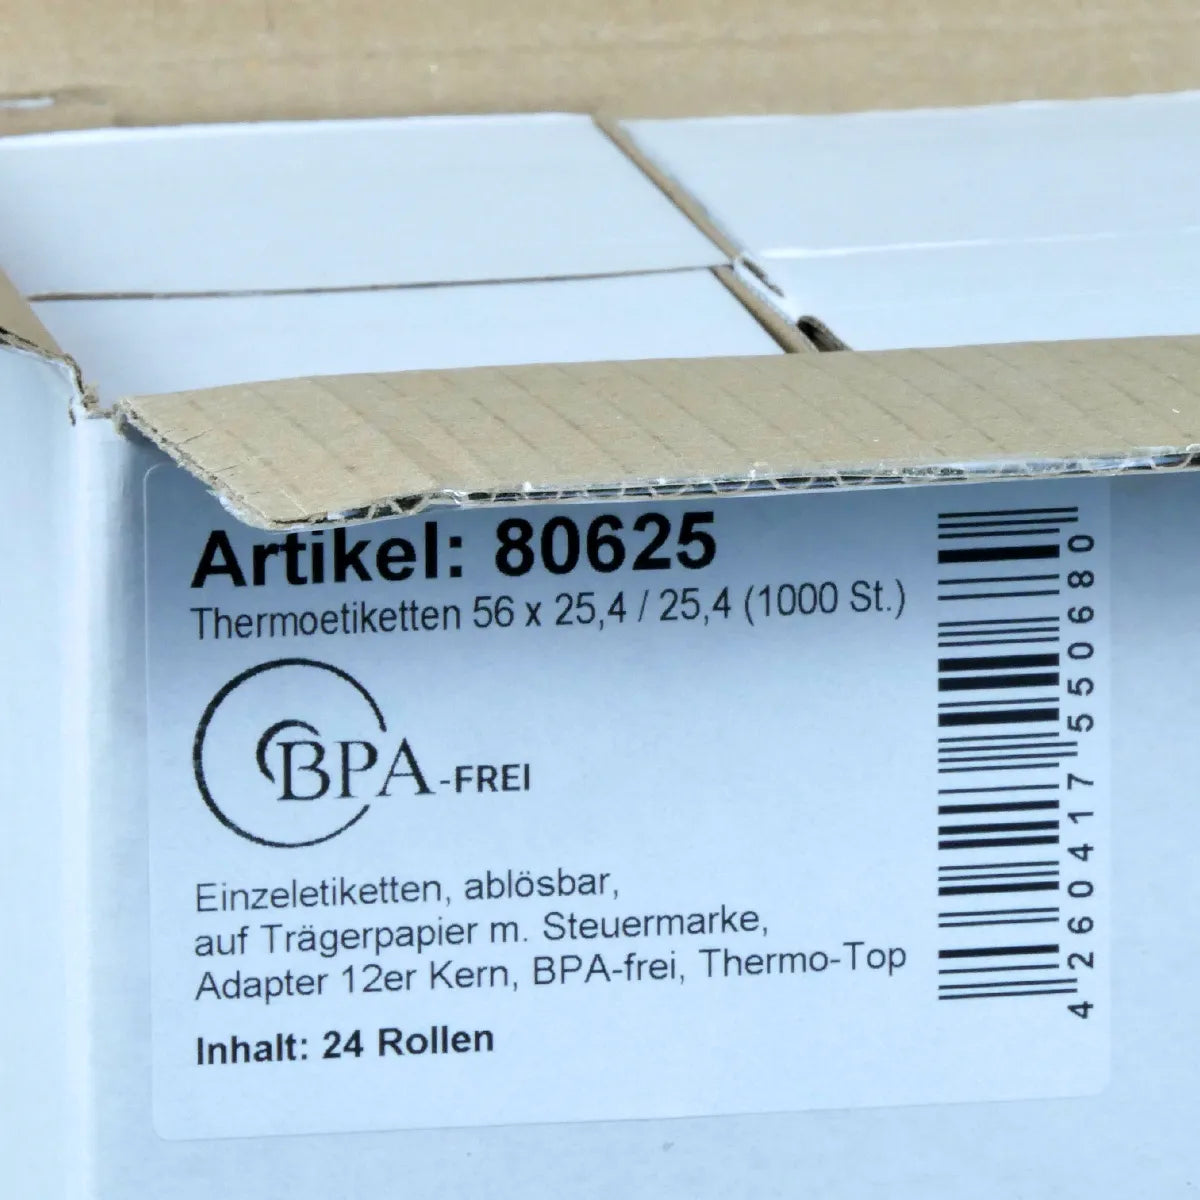 Artikel: 80625
Thermoetiketten 56 x 25,4 / 25,4 (1000 St.)
BPA-FREI
Einzeletiketten, ablösbar,
auf Trägerpapier m. Steuermarke,
Adapter 12er Kern, BPA-frei, Thermo-Top
Inhalt: 24 Rollen
4260417550680